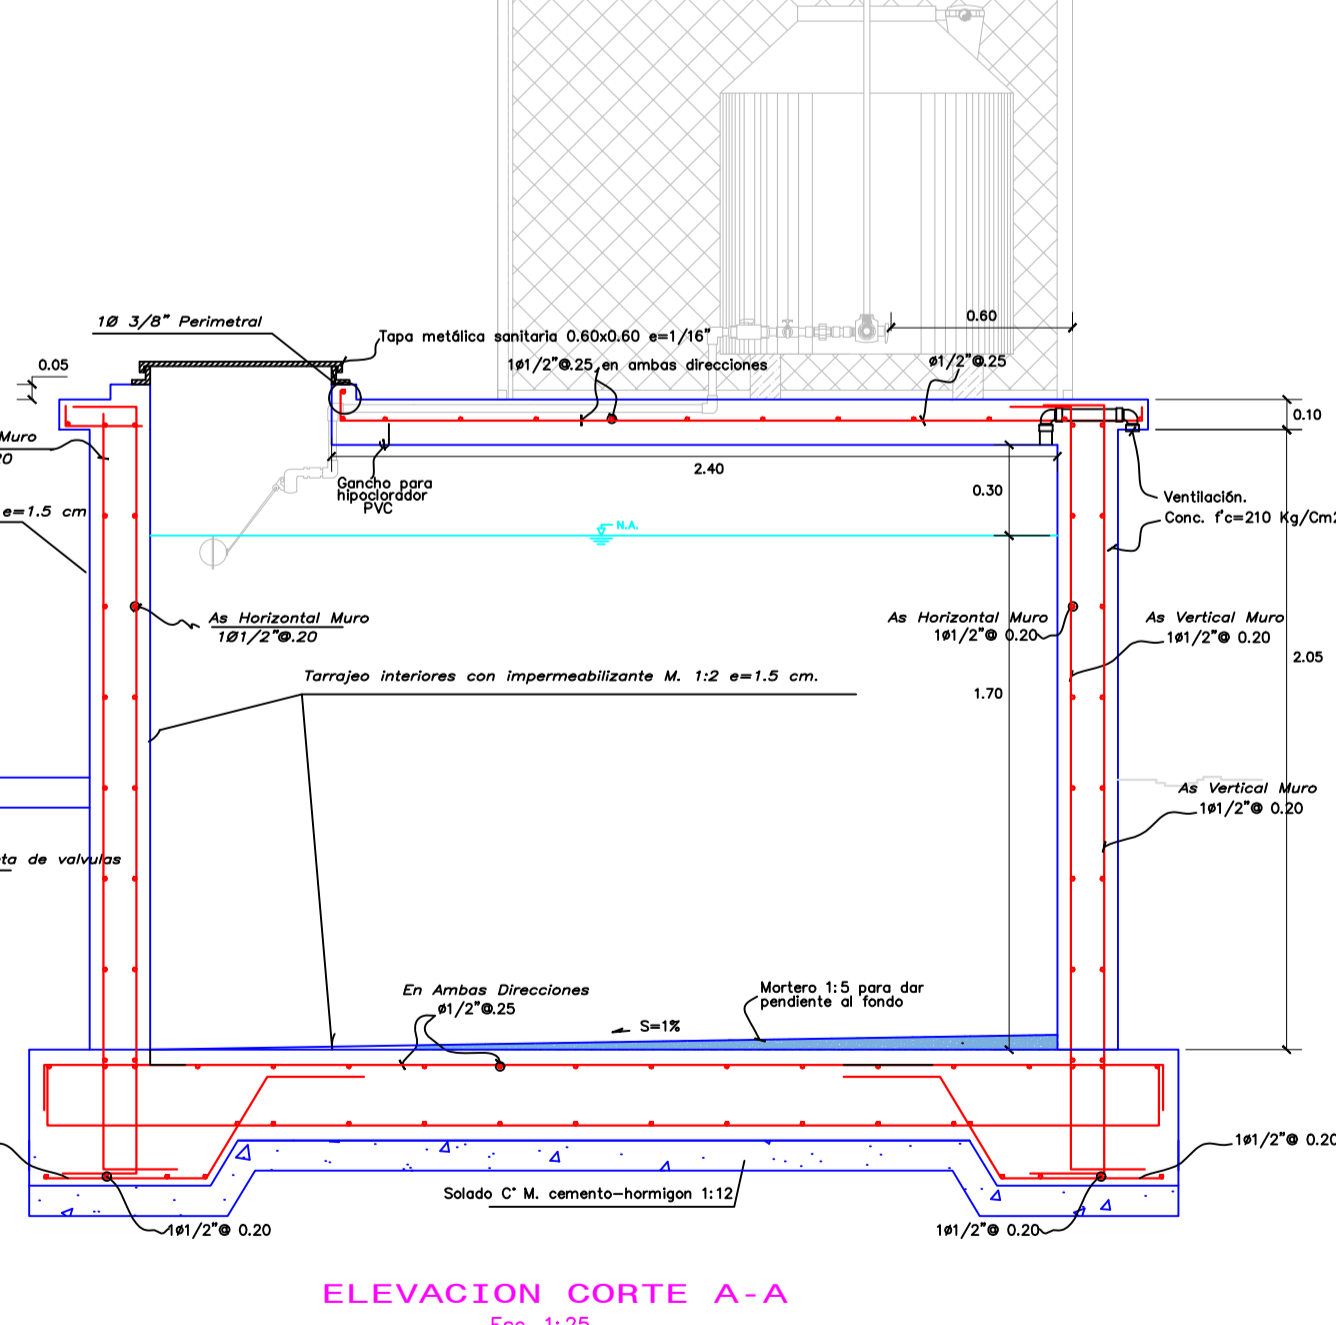 0.60
1Ø 3/8" Perimetral
Tapa metálica sanitaria 0.60x0.60 e=1/16"
0.05
1Ø1/2"@.25 en ambas direcciones
ø1/2"@.25
0.10
Muro
2.40
Gancho para
hipoclorador
PVC
0.30
Ventilación.
e=1.5 cm
Conc. f'c=210 Kg/Cm2
N.A.
As Horizontal Muro
1Ø1/2"@.20
As Horizontal Muro
1ø1/2"@ 0.20
As Vertical Muro
1ø1/2"@ 0.20
2.05
Tarrajeo interiores con impermeabilizante M. 1:2 e=1.5 cm.
1.70
As Vertical Muro
1ø1/2"@ 0.20
de valvulas
En Ambas Direcciones
ø1/2"@.25
Mortero 1:5 para dar
pendiente al fondo
S=1%
1ø1/2"@ 0.20
Solado C° M. cemento-hormigon 1:12
1ø1/2"@ 0.20
1ø1/2"@ 0.20
ELEVACION CORTE A-A
Esc. 1:25